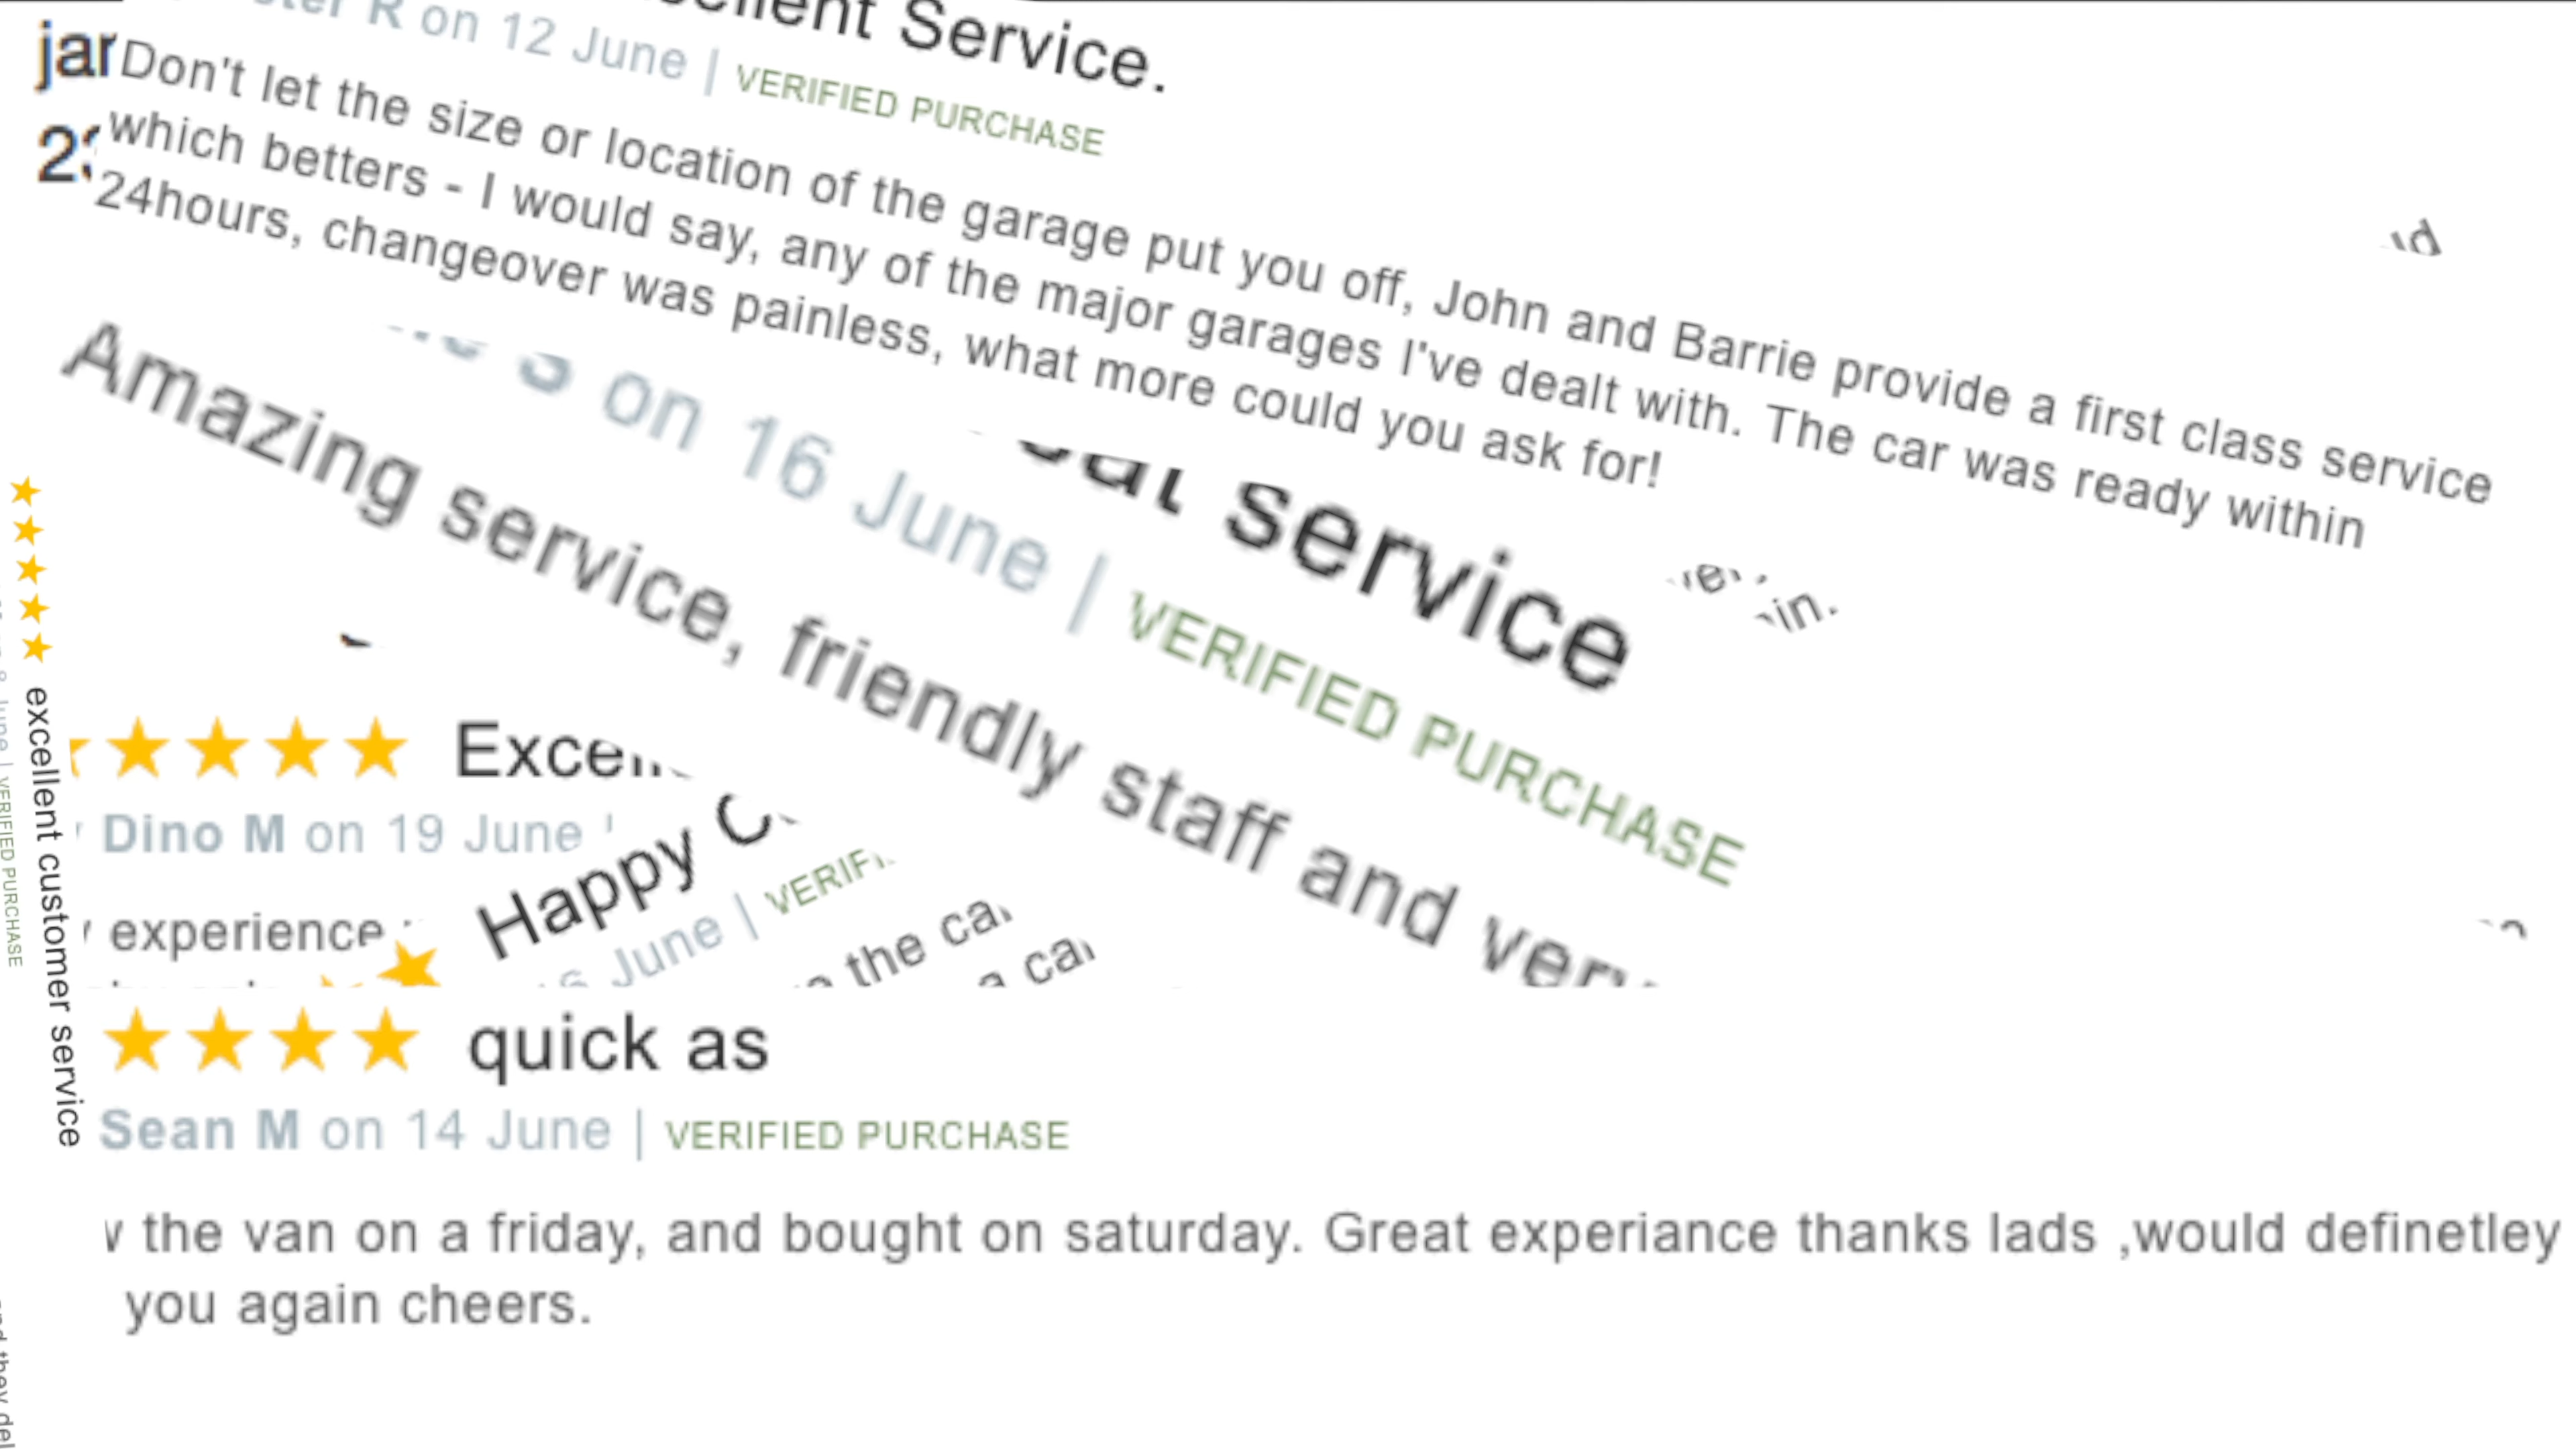 Service.
R on 12 June | VERIFIED PURCHASE
Don't let the size or location of the garage put you off, John and Barrie provide a first class service
which betters - I would say, any of the major garages I've dealt with. The car was ready within
24hours, changeover was painless, what more could you ask for!
service
S on 16 June | VERIFIED PURCHASE
Amazing service, friendly staff and very
excellent customer service
June | VERIFIED PURCHASE
Dino M on 19 June
experience
Happy
June |
the
quick as
Sean M on 14 June | VERIFIED PURCHASE
the van on a friday, and bought on saturday. Great experiance thanks lads ,would definetley
you again cheers.
they